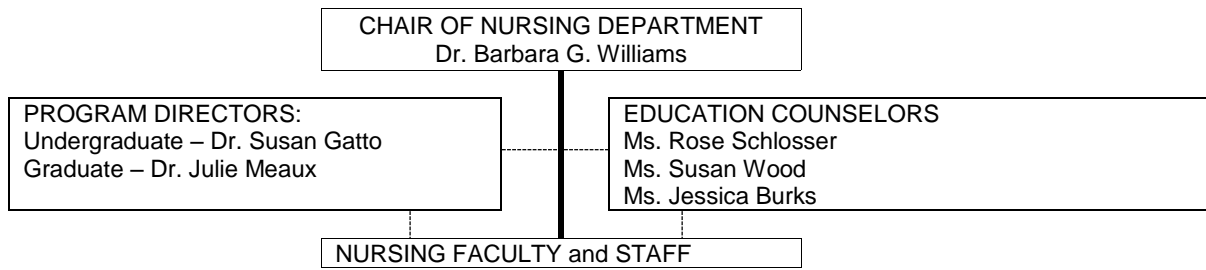 CHAIR OF NURSING DEPARTMENT
Dr. Barbara G. Williams
PROGRAM DIRECTORS:
Undergraduate – Dr. Susan Gatto
Graduate – Dr. Julie Meaux
EDUCATION COUNSELORS
Ms. Rose Schlosser
Ms. Susan Wood
Ms. Jessica Burks
NURSING FACULTY and STAFF